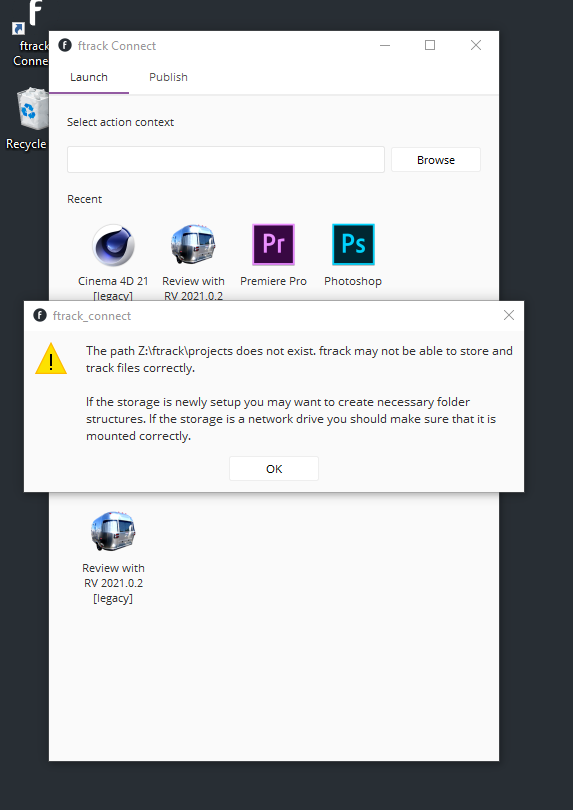 ftrack
Conne
Recycle
ftrack Connect
Launch
Publish
Select action context
Browse
Recent
Pr
Ps
Cinema 4D 21
[legacy]
Review with
RV 2021.0.2
Premiere Pro
Photoshop
ftrack_connect
The path Z:\ftrack\projects does not exist. ftrack may not be able to store and
track files correctly.
If the storage is newly setup you may want to create necessary folder
structures. If the storage is a network drive you should make sure that it is
mounted correctly.
OK
Review with
RV 2021.0.2
[legacy]